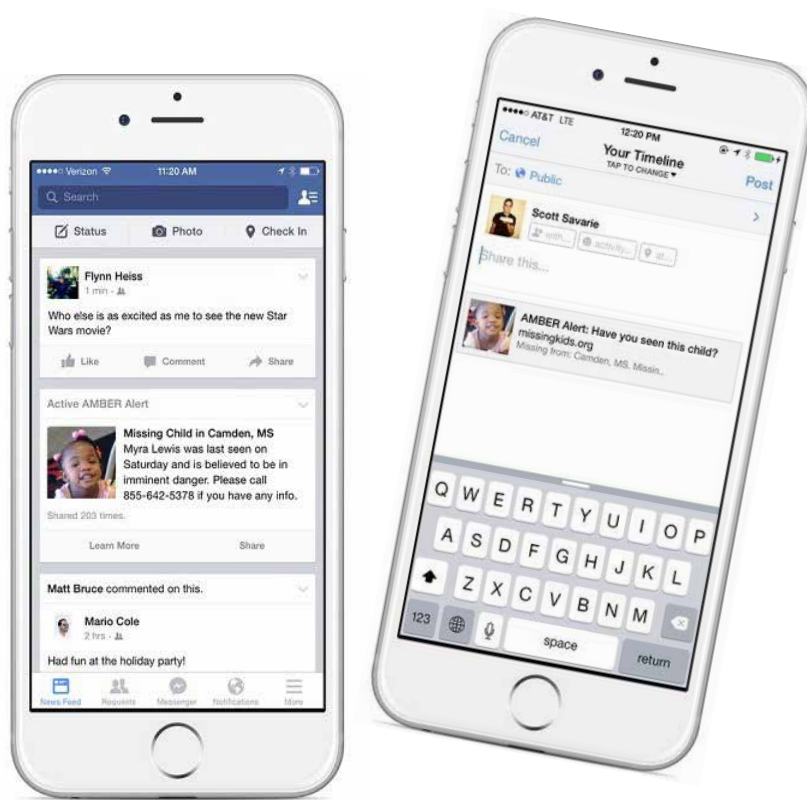 Verizon 11:20 AM
Search
Status Photo Check In
Flynn Heiss
1 min
Who else is as excited as me to see the new Star
Wars movie?
Like Comment Share
Active AMBER Alert
Missing Child in Camden, MS
Myra Lewis was last seen on
Saturday and is believed to be in
imminent danger. Please call
855-642-5378 if you have any info.
Shared 203 times.
Learn More Share
Matt Bruce commented on this.
Mario Cole
2 hrs
Had fun at the holiday party!
News Feed Requests Messenger Notifications More
AT&T LTE 12:20 PM
Cancel Your Timeline Post
TAP TO CHANGE
To: Public
Scott Savarie
with... activity... at...
Share this...
AMBER Alert: Have you seen this child?
missingkids.org
Missing from: Camden, MS. Missin..
Q W E R T Y U I O P
A S D F G H J K L
Z X C V B N M
123 space return